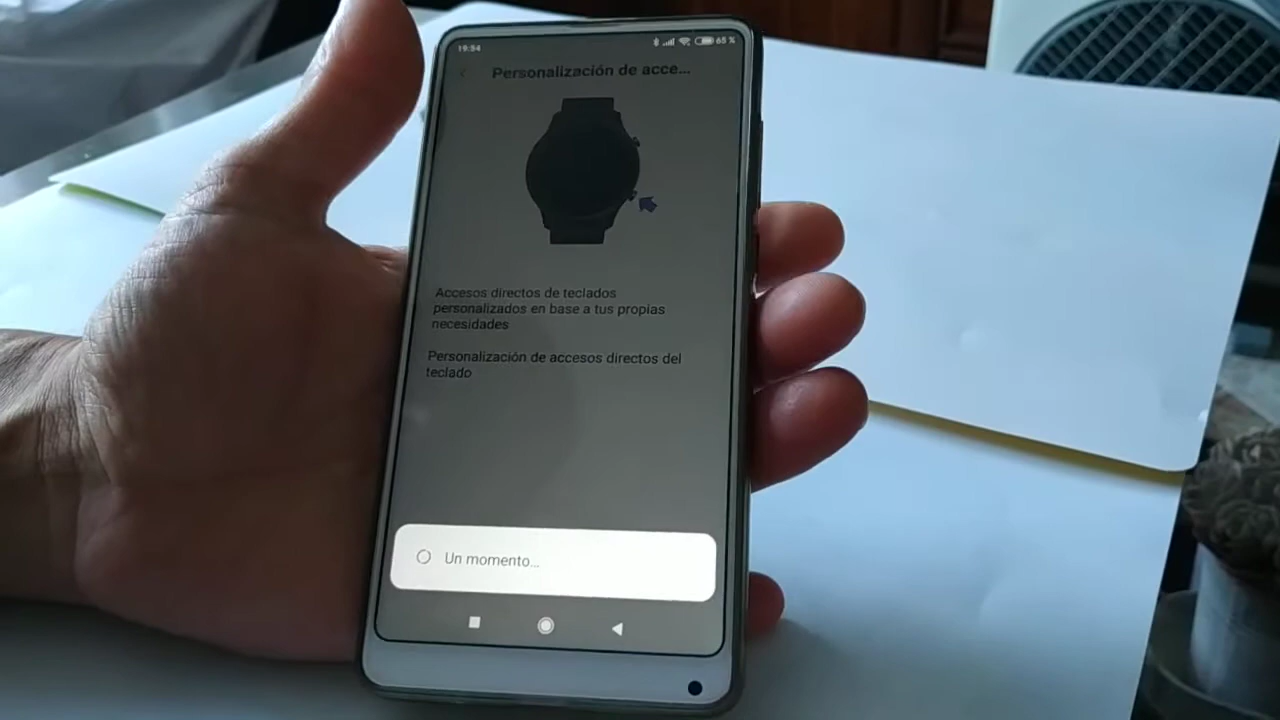 19:54
65 %
Personalización de acce...
Accesos directos de teclados
personalizados en base a tus propias
necesidades
Personalización de accesos directos del
teclado
Un momento...